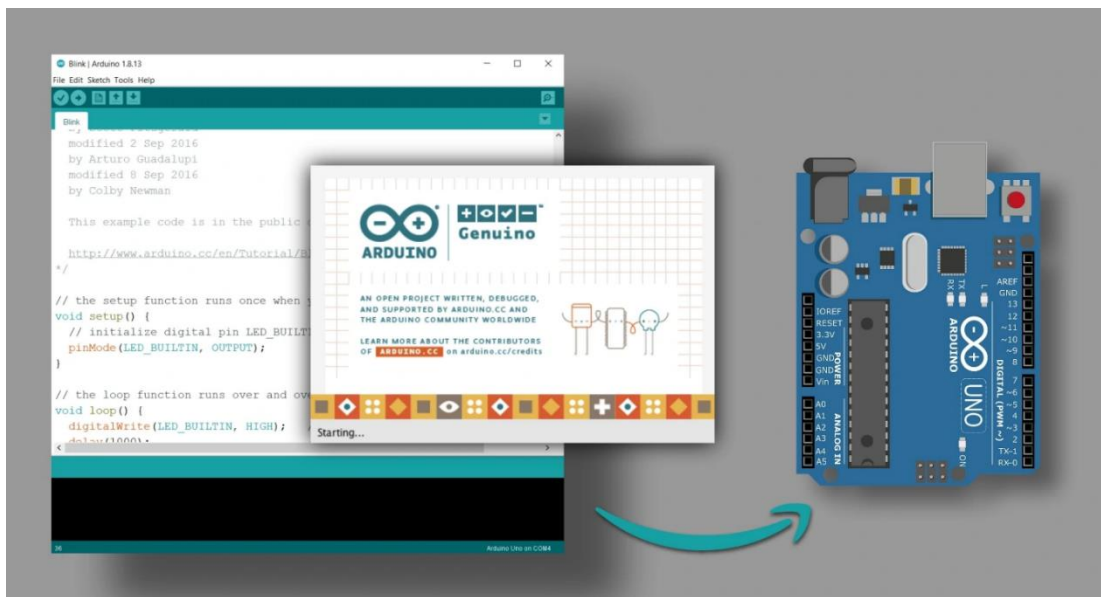 Blink | Arduino 1.8.13
File Edit Sketch Tools Help
Blink
modified 2 Sep 2016
by Arturo Guadalupi
modified 8 Sep 2016
by Colby Newman
This example code is in the public
http://www.arduino.cc/en/Tutorial/
*/
// the setup function runs once when
void setup() {
// initialize digital pin LED_BUILT
pinMode(LED_BUILTIN, OUTPUT);
}
// the loop function runs over and
void loop() {
digitalWrite(LED_BUILTIN, HIGH);
delay(1000);
36
Arduino Uno on COM4
ARDUINO
Genuino
AN OPEN PROJECT WRITTEN, DEBUGGED,
AND SUPPORTED BY ARDUINO.CC AND
THE ARDUINO COMMUNITY WORLDWIDE
LEARN MORE ABOUT THE CONTRIBUTORS
OF ARDUINO.CC on arduino.cc/credits
Starting...
IOREF
RESET
3.3V
5V
GND
GND
Vin
POWER
A0
A1
A2
A3
A4
A5
ANALOG IN
RX
TX
L
ARDUINO
UNO
ON
AREF
GND
13
12
~11
~10
~9
8
7
~6
~5
4
~3
2
TX-1
RX-0
DIGITAL (PWM ~)